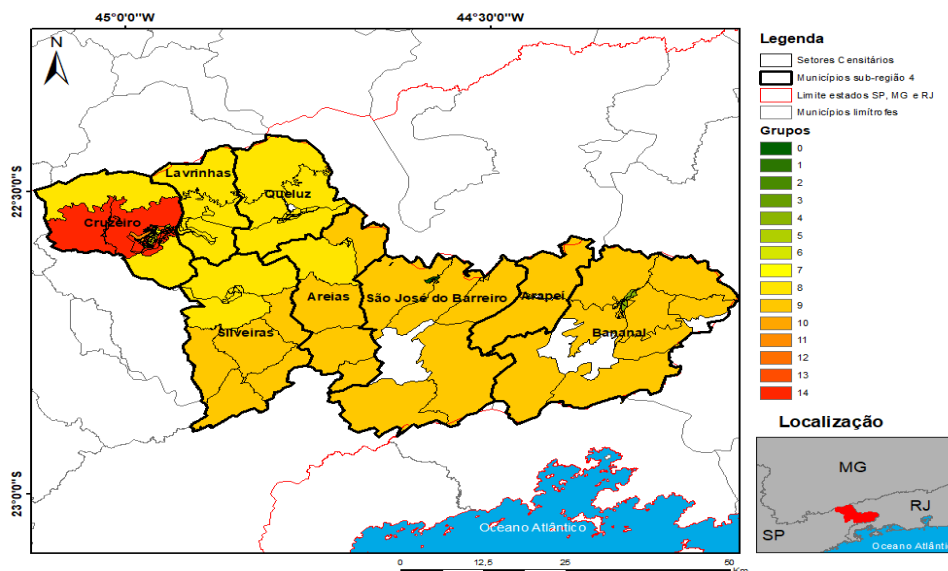 45°0'0"W
44°30'0"W
N
22°30'0"S
23°0'0"S
Lavrinhas
Queluz
Cruzeiro
Areias
São José do Barreiro
Arapeí
Silveiras
Bananal
Oceano Atlântico
0 12,5 25 50
Km
Legenda
Setores Censitários
Municípios sub-região 4
Limite estados SP, MG e RJ
Municípios limítrofes
Grupos
0
1
2
3
4
5
6
7
8
9
10
11
12
13
14
Localização
MG
RJ
SP
Oceano Atlântico